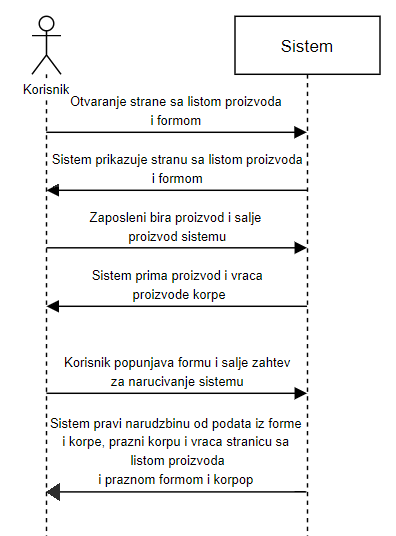 Sistem
Korisnik
Otvaranje strane sa listom proizvoda
i formom
Sistem prikazuje stranu sa listom proizvoda
i formom
Zaposleni bira proizvod i salje
proizvod sistemu
Sistem prima proizvod i vraca
proizvode korpe
Korisnik popunjava formu i salje zahtev
za narucivanje sistemu
Sistem pravi narudzbinu od podata iz forme
i korpe, prazni korpu i vraca stranicu sa
listom proizvoda
i praznom formom i korpop